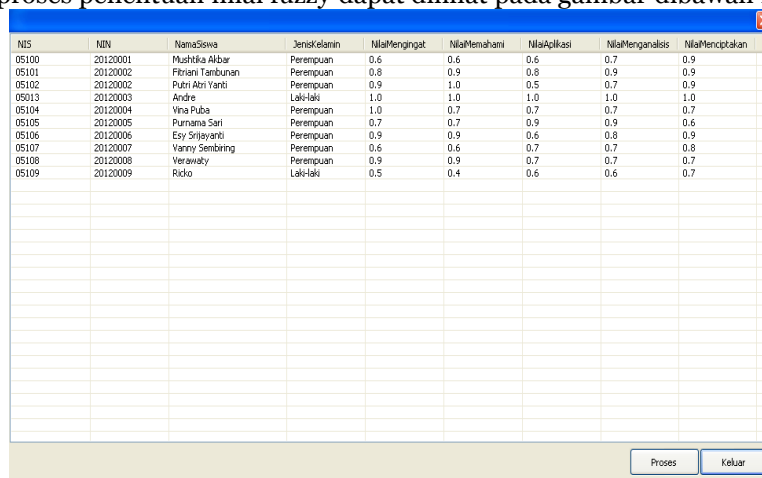 proses penentuan nilai fuzzy dapat dilihat pada gambar dibawah
NIS NIN NamaSiswa JenisKelamin NilaiMengingat NilaiMemahami NilaiAplikasi NilaiMenganalisis NilaiMenciptakan
05100 20120001 Mushtika Akbar Perempuan 0.6 0.6 0.6 0.7 0.9
05101 20120002 Fitriani Tambunan Perempuan 0.8 0.9 0.8 0.9 0.9
05102 20120002 Putri Atri Yanti Perempuan 0.9 1.0 0.5 0.7 0.9
05013 20120003 Andre Laki-laki 1.0 1.0 1.0 1.0 1.0
05104 20120004 Vina Puba Perempuan 1.0 0.7 0.7 0.7 0.7
05105 20120005 Purnama Sari Perempuan 0.7 0.7 0.9 0.9 0.6
05106 20120006 Esy Srijayanti Perempuan 0.9 0.9 0.6 0.8 0.9
05107 20120007 Vanny Sembiring Perempuan 0.6 0.6 0.7 0.7 0.8
05108 20120008 Verawaty Perempuan 0.9 0.9 0.7 0.7 0.7
05109 20120009 Ricko Laki-laki 0.5 0.4 0.6 0.6 0.7
Proses Keluar